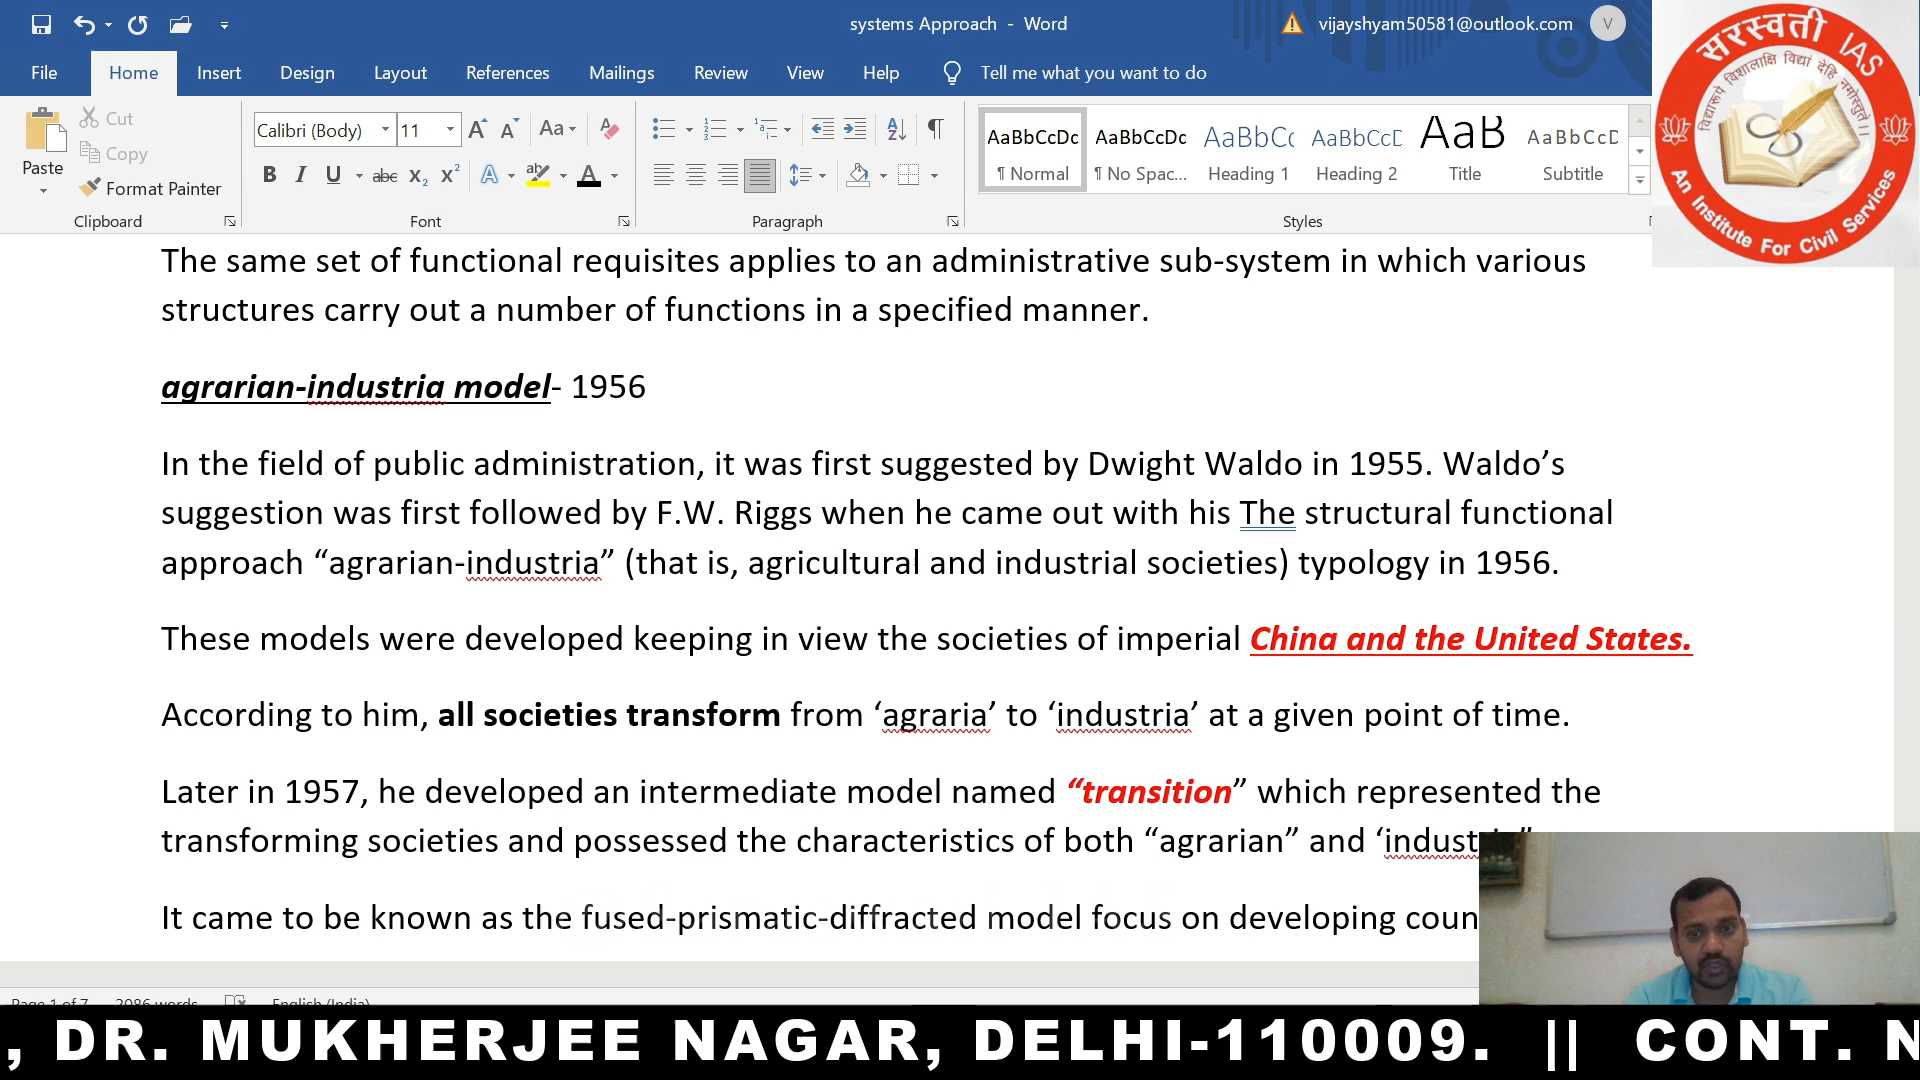 systems Approach - Word
vijayshyam50581@outlook.com
V
File Home Insert Design Layout References Mailings Review View Help Tell me what you want to do
Paste
Cut
Copy
Format Painter
Clipboard
Calibri (Body) 11
Font
Paragraph
AaBbCcDc AaBbCcDc AaBbCc AaBbCcD AaB AaBbCcD
¶ Normal ¶ No Spac... Heading 1 Heading 2 Title Subtitle
Styles
सरस्वती IAS
An Institute For Civil Services
The same set of functional requisites applies to an administrative sub-system in which various
structures carry out a number of functions in a specified manner.
agrarian-industria model- 1956
In the field of public administration, it was first suggested by Dwight Waldo in 1955. Waldo’s
suggestion was first followed by F.W. Riggs when he came out with his The structural functional
approach “agrarian-industria” (that is, agricultural and industrial societies) typology in 1956.
These models were developed keeping in view the societies of imperial China and the United States.
According to him, all societies transform from ‘agraria’ to ‘industria’ at a given point of time.
Later in 1957, he developed an intermediate model named “transition” which represented the
transforming societies and possessed the characteristics of both “agrarian” and ‘industria”
It came to be known as the fused-prismatic-diffracted model focus on developing coun
Page 1 of 7 2086 words English (India)
, DR. MUKHERJEE NAGAR, DELHI-110009. || CONT. N